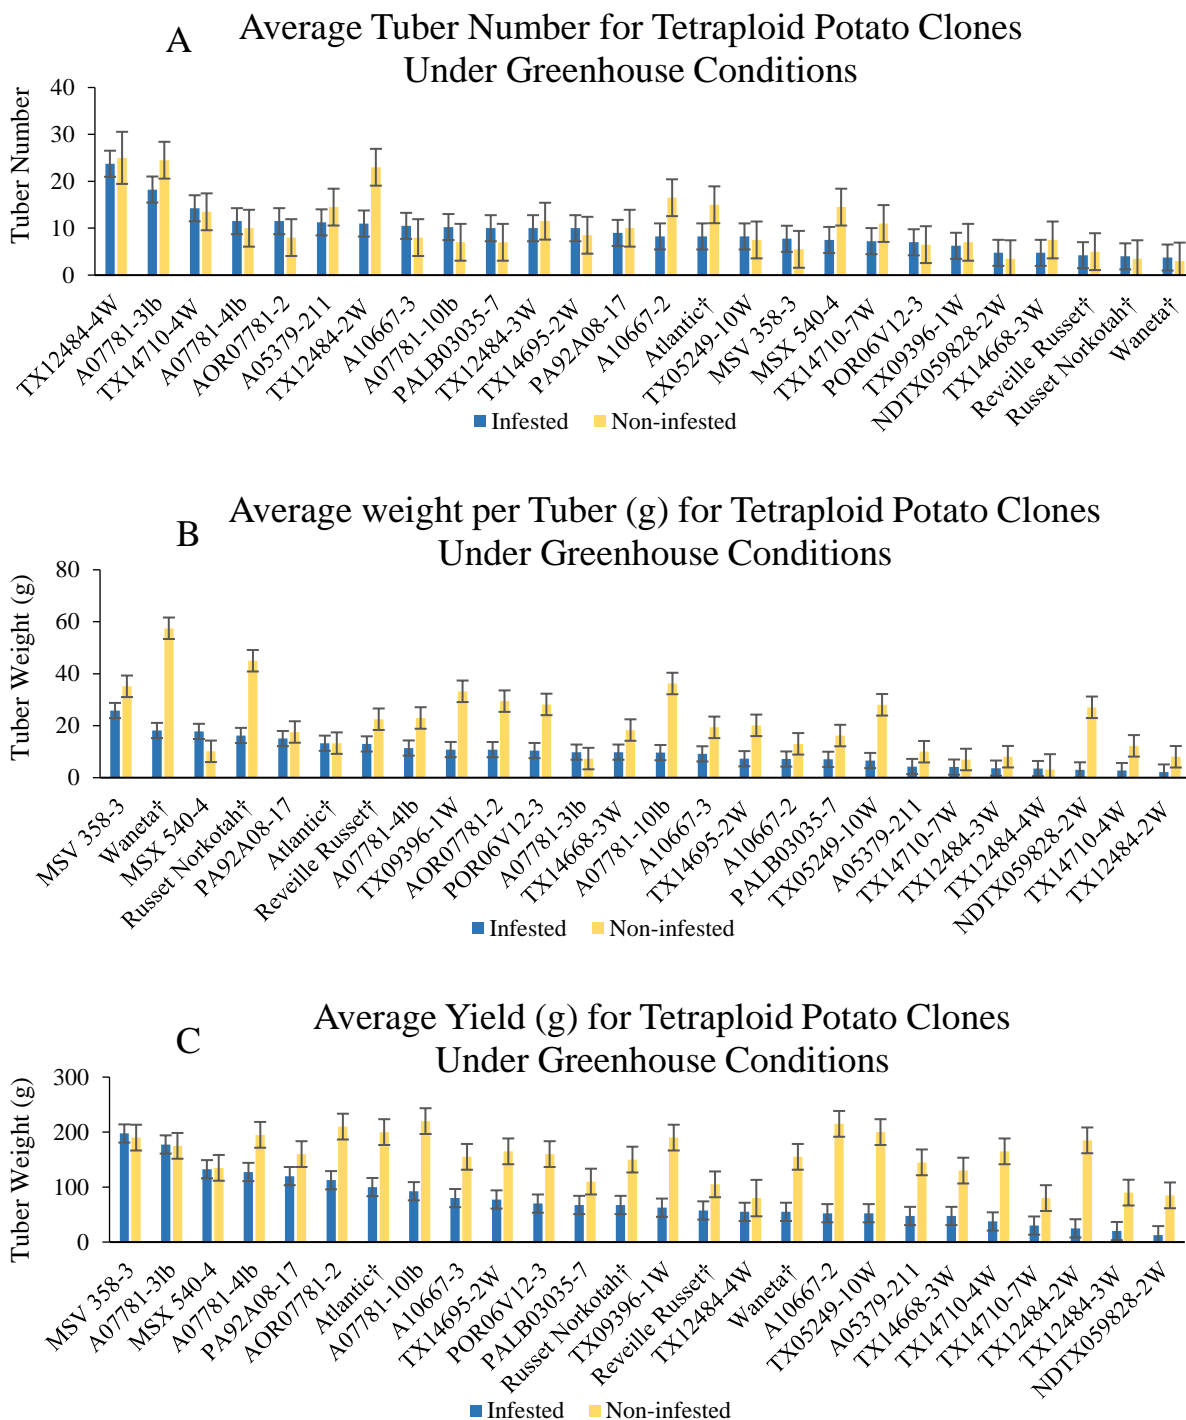 A
Average Tuber Number for Tetraploid Potato Clones
Under Greenhouse Conditions
Tuber Number
40
30
20
10
0
TX12484-4W
A07781-3lb
TX14710-4W
A07781-4lb
AOR07781-2
A05379-211
TX12484-2W
A10667-3
A07781-10lb
PALB03035-7
TX12484-3W
TX14695-2W
PA92A08-17
A10667-2
Atlantic†
TX05249-10W
MSV 358-3
MSX 540-4
TX14710-7W
POR06V12-3
TX09396-1W
NDTX059828-2W
TX14668-3W
Reveille Russet†
Russet Norkotah†
Waneta†
Infested Non-infested
B
Average weight per Tuber (g) for Tetraploid Potato Clones
Under Greenhouse Conditions
Tuber Weight (g)
80
60
40
20
0
MSV 358-3
Waneta†
MSX 540-4
Russet Norkotah†
PA92A08-17
Atlantic†
Reveille Russet†
A07781-4lb
TX09396-1W
AOR07781-2
POR06V12-3
A07781-3lb
TX14668-3W
A07781-10lb
A10667-3
TX14695-2W
A10667-2
PALB03035-7
TX05249-10W
A05379-211
TX14710-7W
TX12484-3W
TX12484-4W
NDTX059828-2W
TX14710-4W
TX12484-2W
Infested Non-infested
C
Average Yield (g) for Tetraploid Potato Clones
Under Greenhouse Conditions
Tuber Weight (g)
300
200
100
0
MSV 358-3
A07781-3lb
MSX 540-4
A07781-4lb
PA92A08-17
AOR07781-2
Atlantic†
A07781-10lb
A10667-3
TX14695-2W
POR06V12-3
PALB03035-7
Russet Norkotah†
TX09396-1W
Reveille Russet†
TX12484-4W
Waneta†
A10667-2
TX05249-10W
A05379-211
TX14668-3W
TX14710-4W
TX14710-7W
TX12484-2W
TX12484-3W
NDTX059828-2W
Infested Non-infested